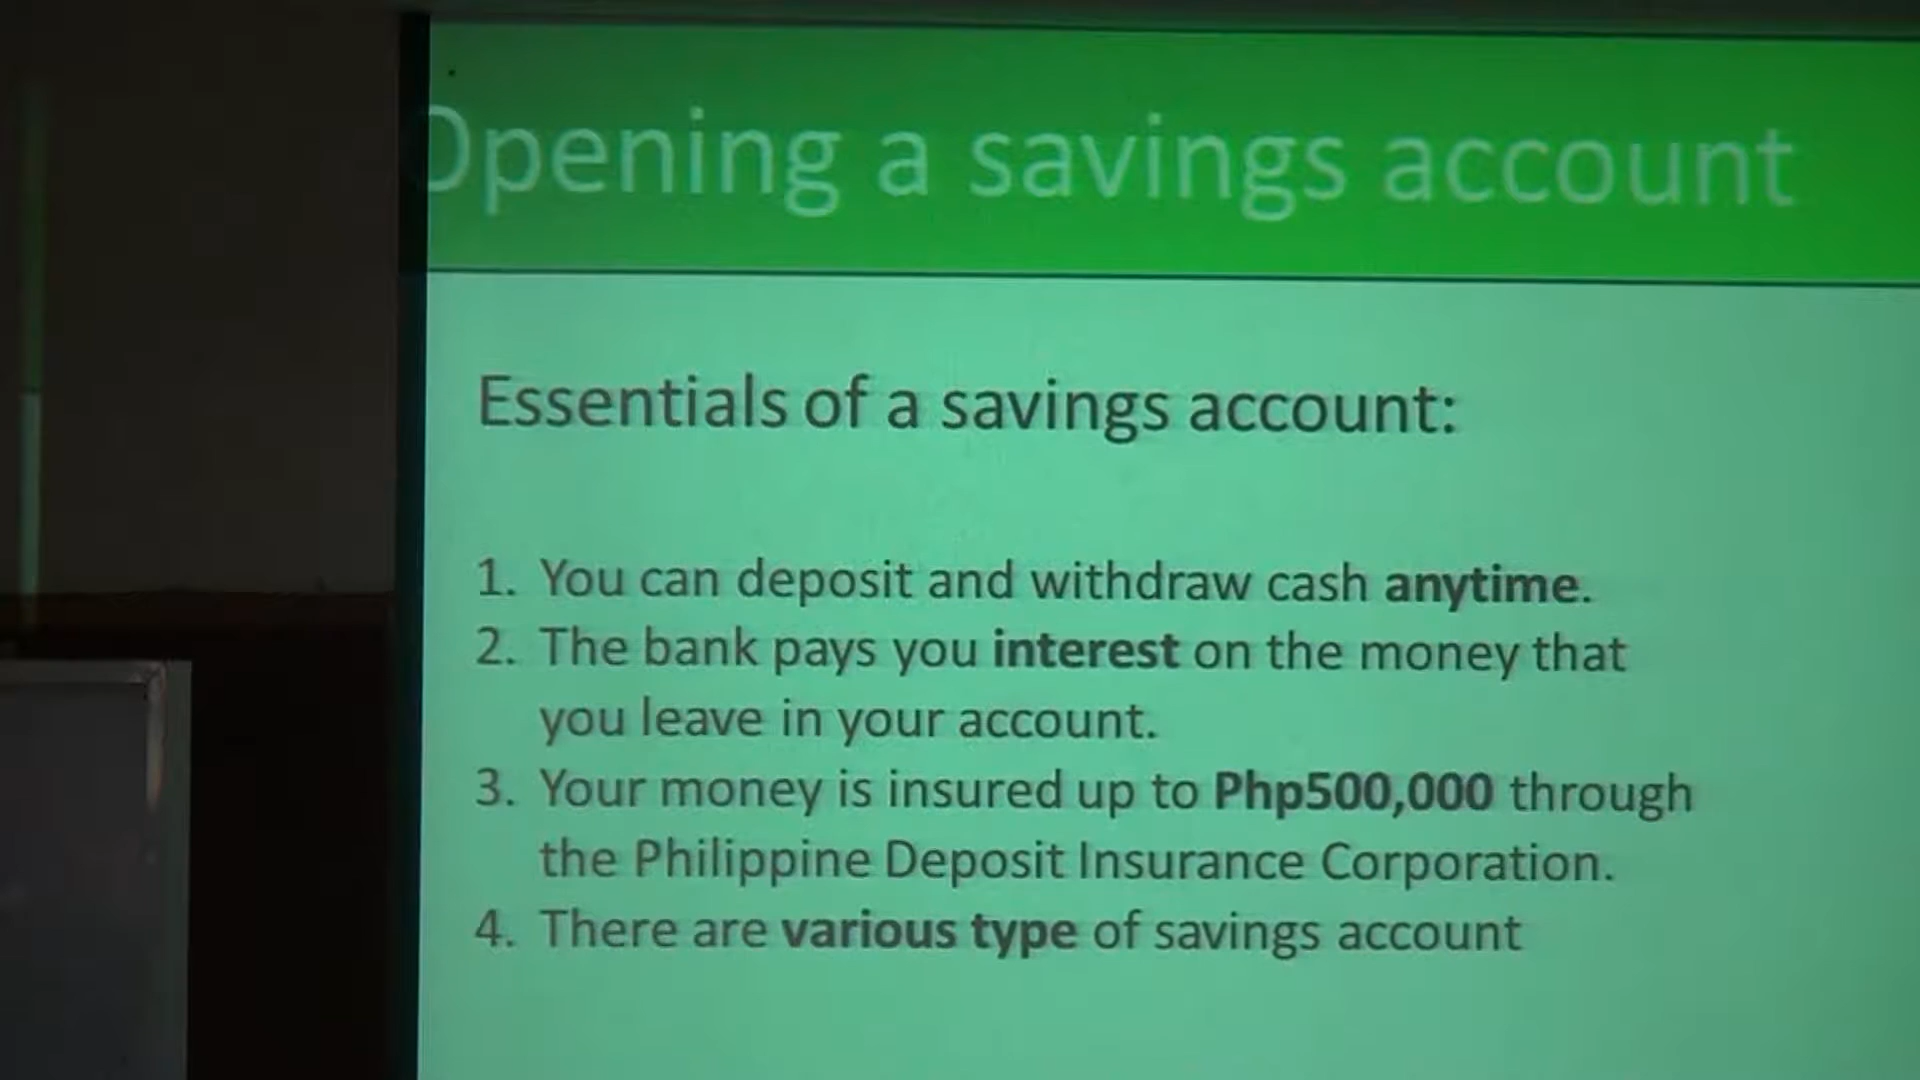 Opening a savings account
Essentials of a savings account:
1. You can deposit and withdraw cash anytime.
2. The bank pays you interest on the money that
you leave in your account.
3. Your money is insured up to Php500,000 through
the Philippine Deposit Insurance Corporation.
4. There are various type of savings account